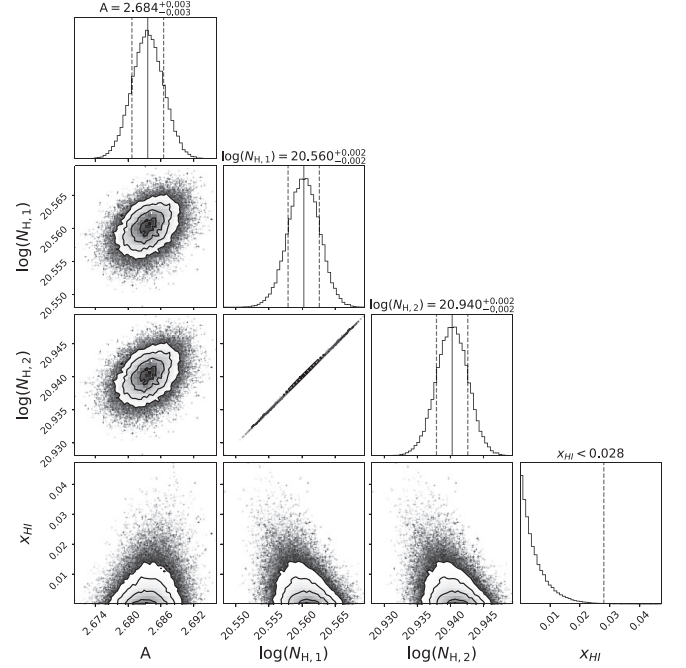 A = 2.684^{+0.003}_{-0.003}
log(N_{H,1}) = 20.560^{+0.002}_{-0.002}
20.565
20.560
20.555
20.550
log(N_{H,1})
log(N_{H,2}) = 20.940^{+0.002}_{-0.002}
20.945
20.940
20.935
20.930
log(N_{H,2})
x_{HI} < 0.028
0.04
0.03
0.02
0.01
x_{HI}
2.674 2.680 2.686 2.692
20.550 20.555 20.560 20.565
20.930 20.935 20.940 20.945
0.01 0.02 0.03 0.04
A log(N_{H,1}) log(N_{H,2}) x_{HI}